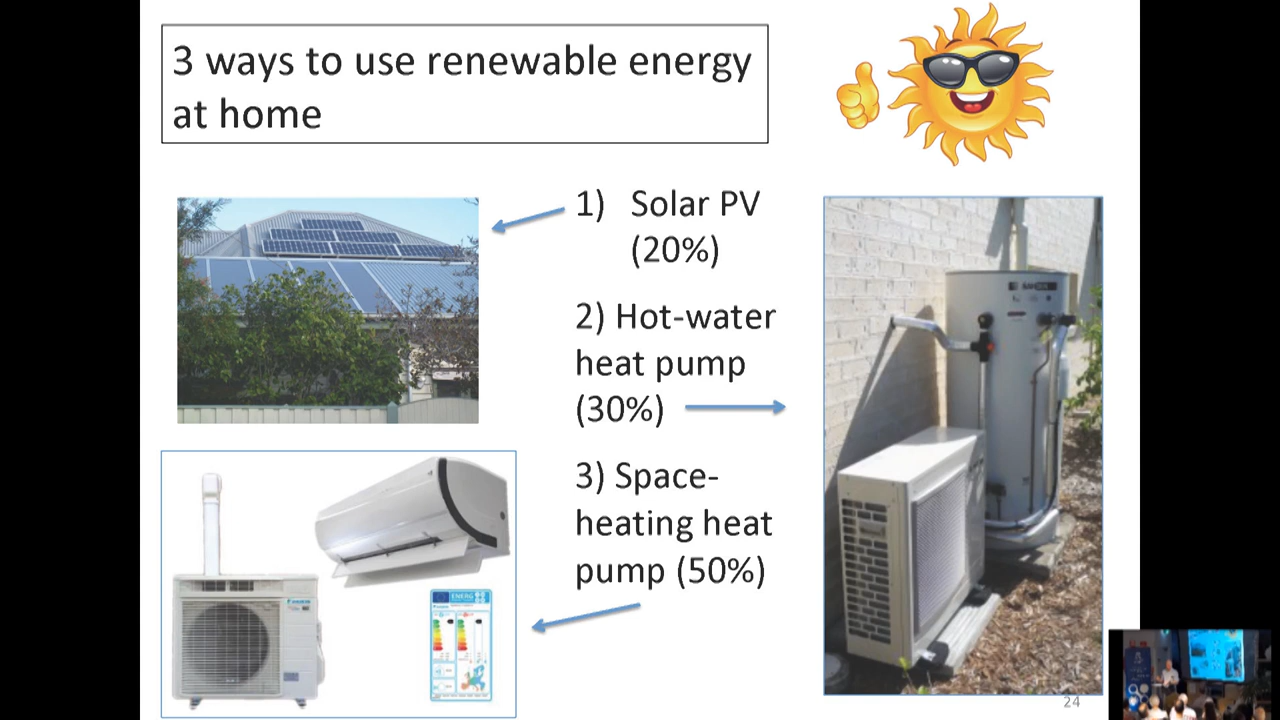 3 ways to use renewable energy
at home
1) Solar PV
(20%)
2) Hot-water
heat pump
(30%)
3) Space-
heating heat
pump (50%)
ENERG
24